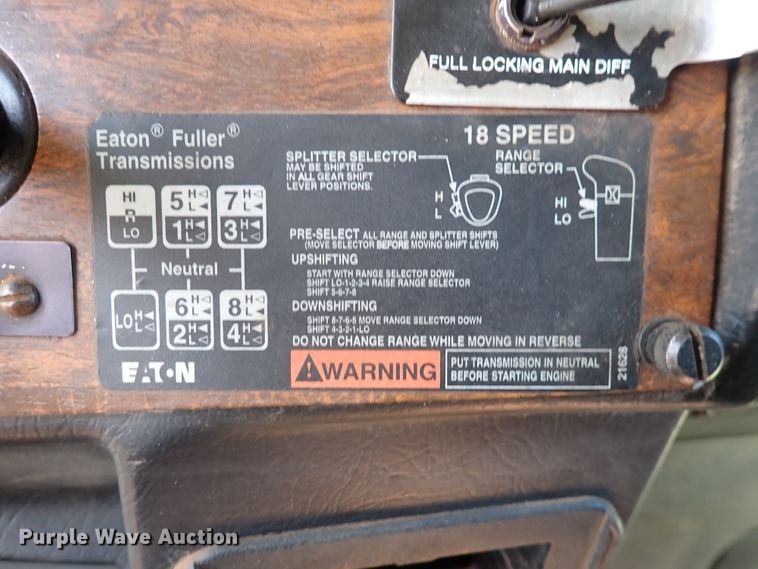 FULL LOCKING MAIN DIFF
Eaton® Fuller®
Transmissions
18 SPEED
SPLITTER SELECTOR
MAY BE SHIFTED
IN ALL GEAR SHIFT
LEVER POSITIONS.
H
L
RANGE
SELECTOR
HI
LO
HI
R
LO
5 H L
1 H L
7 H L
3 H L
Neutral
LO H L
6 H L
2 H L
8 H L
4 H L
PRE-SELECT ALL RANGE AND SPLITTER SHIFTS
(MOVE SELECTOR BEFORE MOVING SHIFT LEVER)
UPSHIFTING
START WITH RANGE SELECTOR DOWN
SHIFT LO-1-2-3-4 RAISE RANGE SELECTOR
SHIFT 5-6-7-8
DOWNSHIFTING
SHIFT 8-7-6-5 MOVE RANGE SELECTOR DOWN
SHIFT 4-3-2-1-LO
DO NOT CHANGE RANGE WHILE MOVING IN REVERSE
EATON
WARNING
PUT TRANSMISSION IN NEUTRAL
BEFORE STARTING ENGINE
21628
Purple Wave Auction